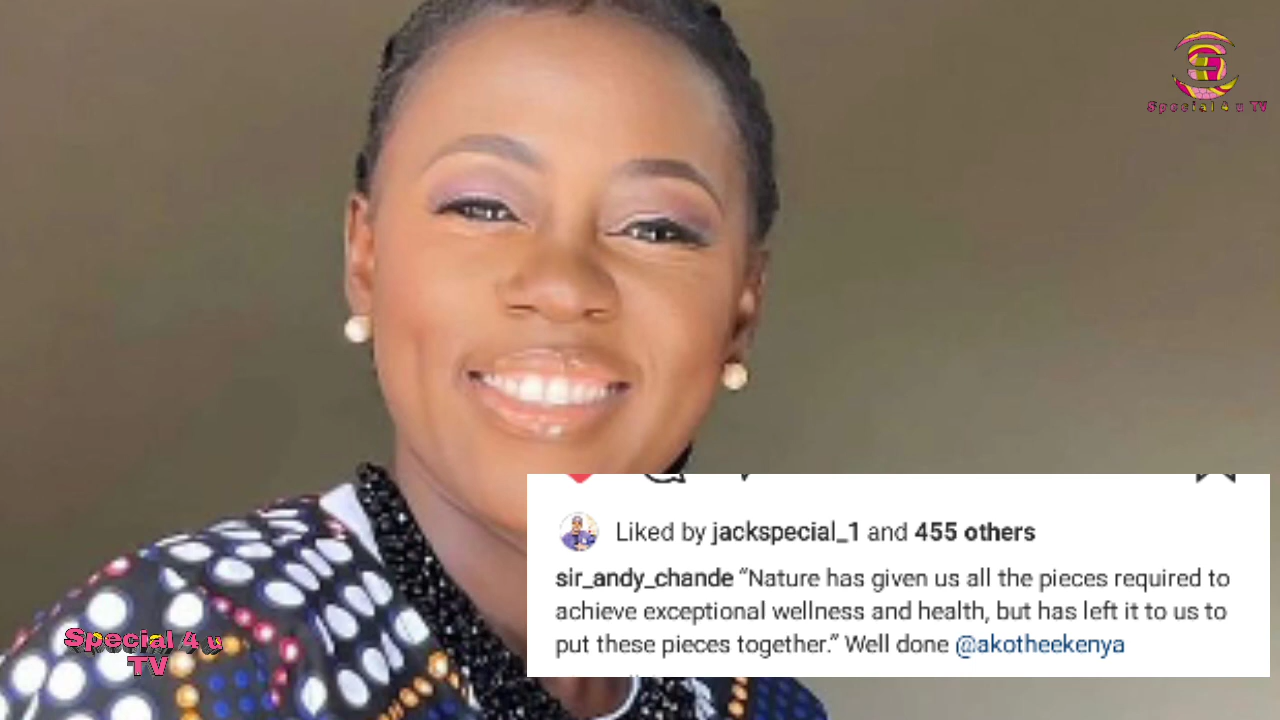 Special 4 u TV
Liked by jackspecial_1 and 455 others
sir_andy_chande “Nature has given us all the pieces required to
achieve exceptional wellness and health, but has left it to us to
put these pieces together.” Well done @akotheekenya
Special 4 u
TV